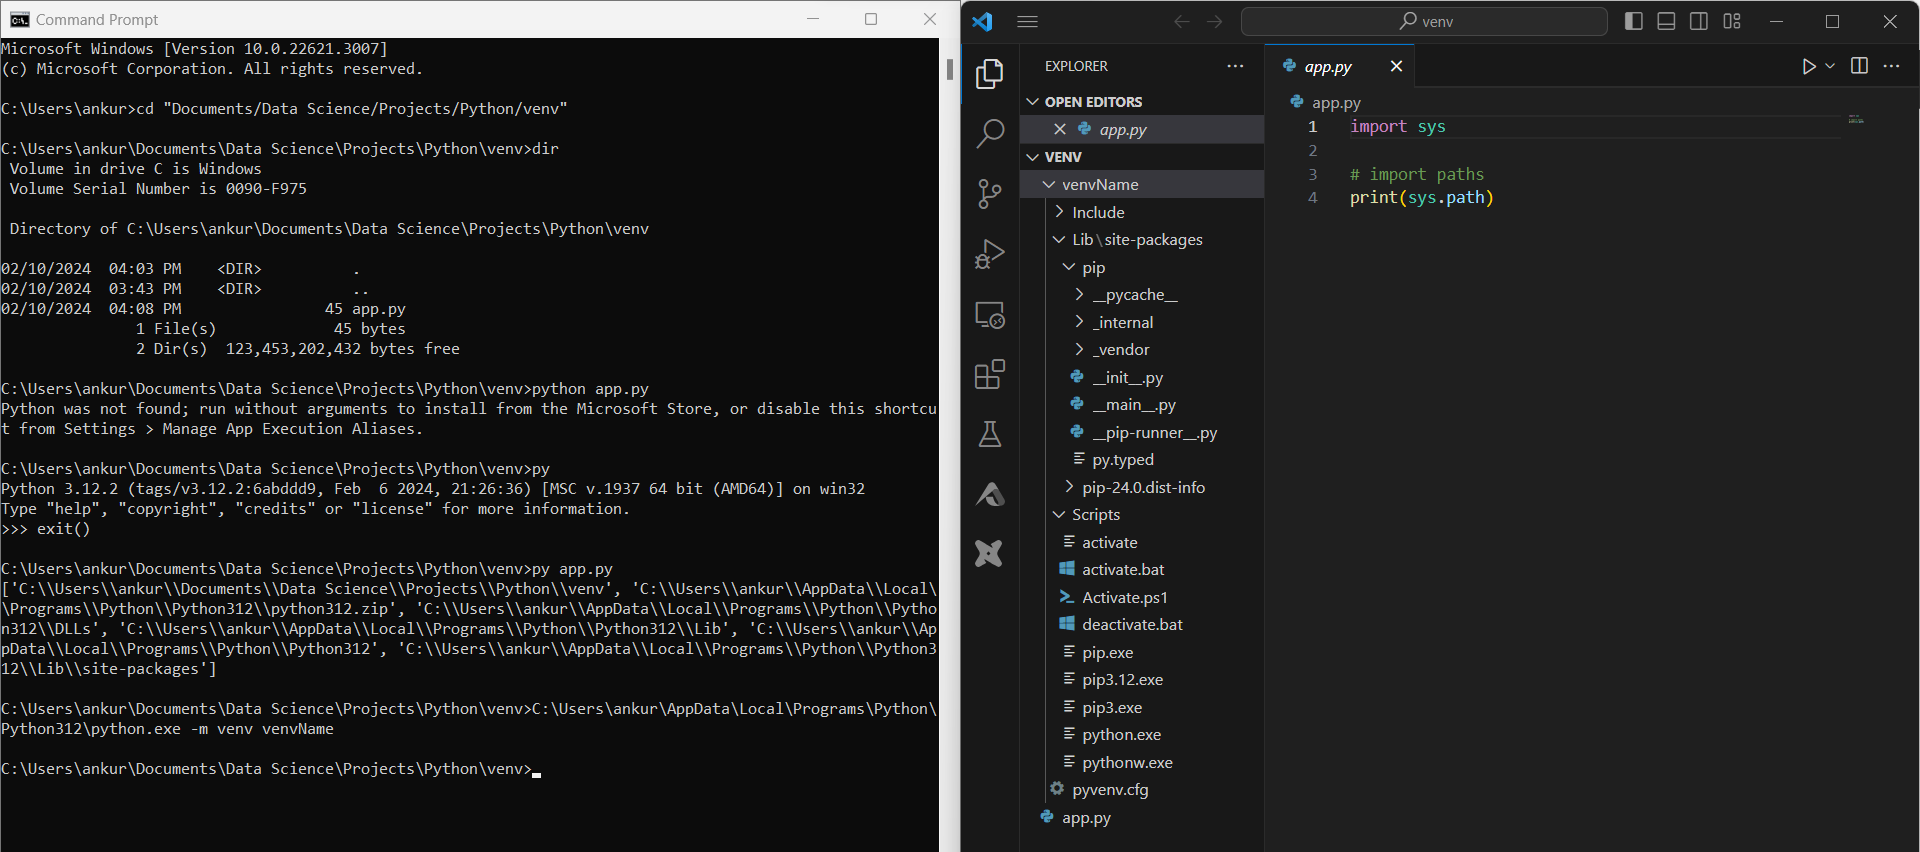 Command Prompt
Microsoft Windows [Version 10.0.22621.3007]
(c) Microsoft Corporation. All rights reserved.
C:\Users\ankur>cd "Documents/Data Science/Projects/Python/venv"
C:\Users\ankur\Documents\Data Science\Projects\Python\venv>dir
 Volume in drive C is Windows
 Volume Serial Number is 0090-F975
 Directory of C:\Users\ankur\Documents\Data Science\Projects\Python\venv
02/10/2024  04:03 PM    <DIR>          .
02/10/2024  03:43 PM    <DIR>          ..
02/10/2024  04:08 PM                45 app.py
               1 File(s)             45 bytes
               2 Dir(s)  123,453,202,432 bytes free
C:\Users\ankur\Documents\Data Science\Projects\Python\venv>python app.py
Python was not found; run without arguments to install from the Microsoft Store, or disable this shortcu
t from Settings > Manage App Execution Aliases.
C:\Users\ankur\Documents\Data Science\Projects\Python\venv>py
Python 3.12.2 (tags/v3.12.2:6abddd9, Feb  6 2024, 21:26:36) [MSC v.1937 64 bit (AMD64)] on win32
Type "help", "copyright", "credits" or "license" for more information.
>>> exit()
C:\Users\ankur\Documents\Data Science\Projects\Python\venv>py app.py
['C:\\Users\\ankur\\Documents\\Data Science\\Projects\\Python\\venv', 'C:\\Users\\ankur\\AppData\\Local\
\Programs\\Python\\Python312\\python312.zip', 'C:\\Users\\ankur\\AppData\\Local\\Programs\\Python\\Pytho
n312\\DLLs', 'C:\\Users\\ankur\\AppData\\Local\\Programs\\Python\\Python312\\Lib', 'C:\\Users\\ankur\\Ap
pData\\Local\\Programs\\Python\\Python312', 'C:\\Users\\ankur\\AppData\\Local\\Programs\\Python\\Python3
12\\Lib\\site-packages']
C:\Users\ankur\Documents\Data Science\Projects\Python\venv>C:\Users\ankur\AppData\Local\Programs\Python\
Python312\python.exe -m venv venvName
C:\Users\ankur\Documents\Data Science\Projects\Python\venv>
venv
EXPLORER
OPEN EDITORS
app.py
VENV
venvName
Include
Lib\site-packages
pip
__pycache__
_internal
_vendor
__init__.py
__main__.py
__pip-runner__.py
py.typed
pip-24.0.dist-info
Scripts
activate
activate.bat
Activate.ps1
deactivate.bat
pip.exe
pip3.12.exe
pip3.exe
python.exe
pythonw.exe
pyvenv.cfg
app.py
app.py
app.py
1 import sys
2
3 # import paths
4 print(sys.path)